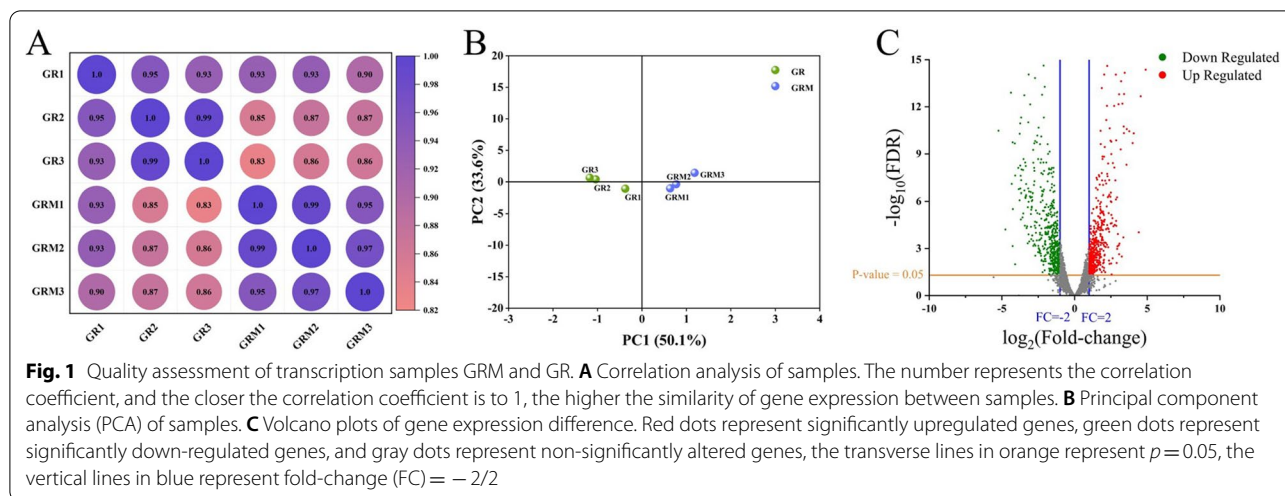 A
GR1 1.0 0.95 0.93 0.93 0.93 0.90
GR2 0.95 1.0 0.99 0.85 0.87 0.87
GR3 0.93 0.99 1.0 0.83 0.86 0.86
GRM1 0.93 0.85 0.83 1.0 0.99 0.95
GRM2 0.93 0.87 0.86 0.99 1.0 0.97
GRM3 0.90 0.87 0.86 0.95 0.97 1.0
GR1 GR2 GR3 GRM1 GRM2 GRM3
1.00
0.98
0.96
0.94
0.92
0.90
0.88
0.86
0.84
0.82
B
20
15
10
5
0
-5
-10
-15
-20
PC2 (33.6%)
GR
GRM
GR3
GR2
GR1
GRM2
GRM3
GRM1
-3 -2 -1 0 1 2 3 4
PC1 (50.1%)
C
Down Regulated
Up Regulated
15
12
9
6
3
0
-log10(FDR)
P-value = 0.05
-10 -5 0 5 10
FC=-2 FC=2
log2(Fold-change)
Fig. 1 Quality assessment of transcription samples GRM and GR. A Correlation analysis of samples. The number represents the correlation
coefficient, and the closer the correlation coefficient is to 1, the higher the similarity of gene expression between samples. B Principal component
analysis (PCA) of samples. C Volcano plots of gene expression difference. Red dots represent significantly upregulated genes, green dots represent
significantly down-regulated genes, and gray dots represent non-significantly altered genes, the transverse lines in orange represent p = 0.05, the
vertical lines in blue represent fold-change (FC) = − 2/2